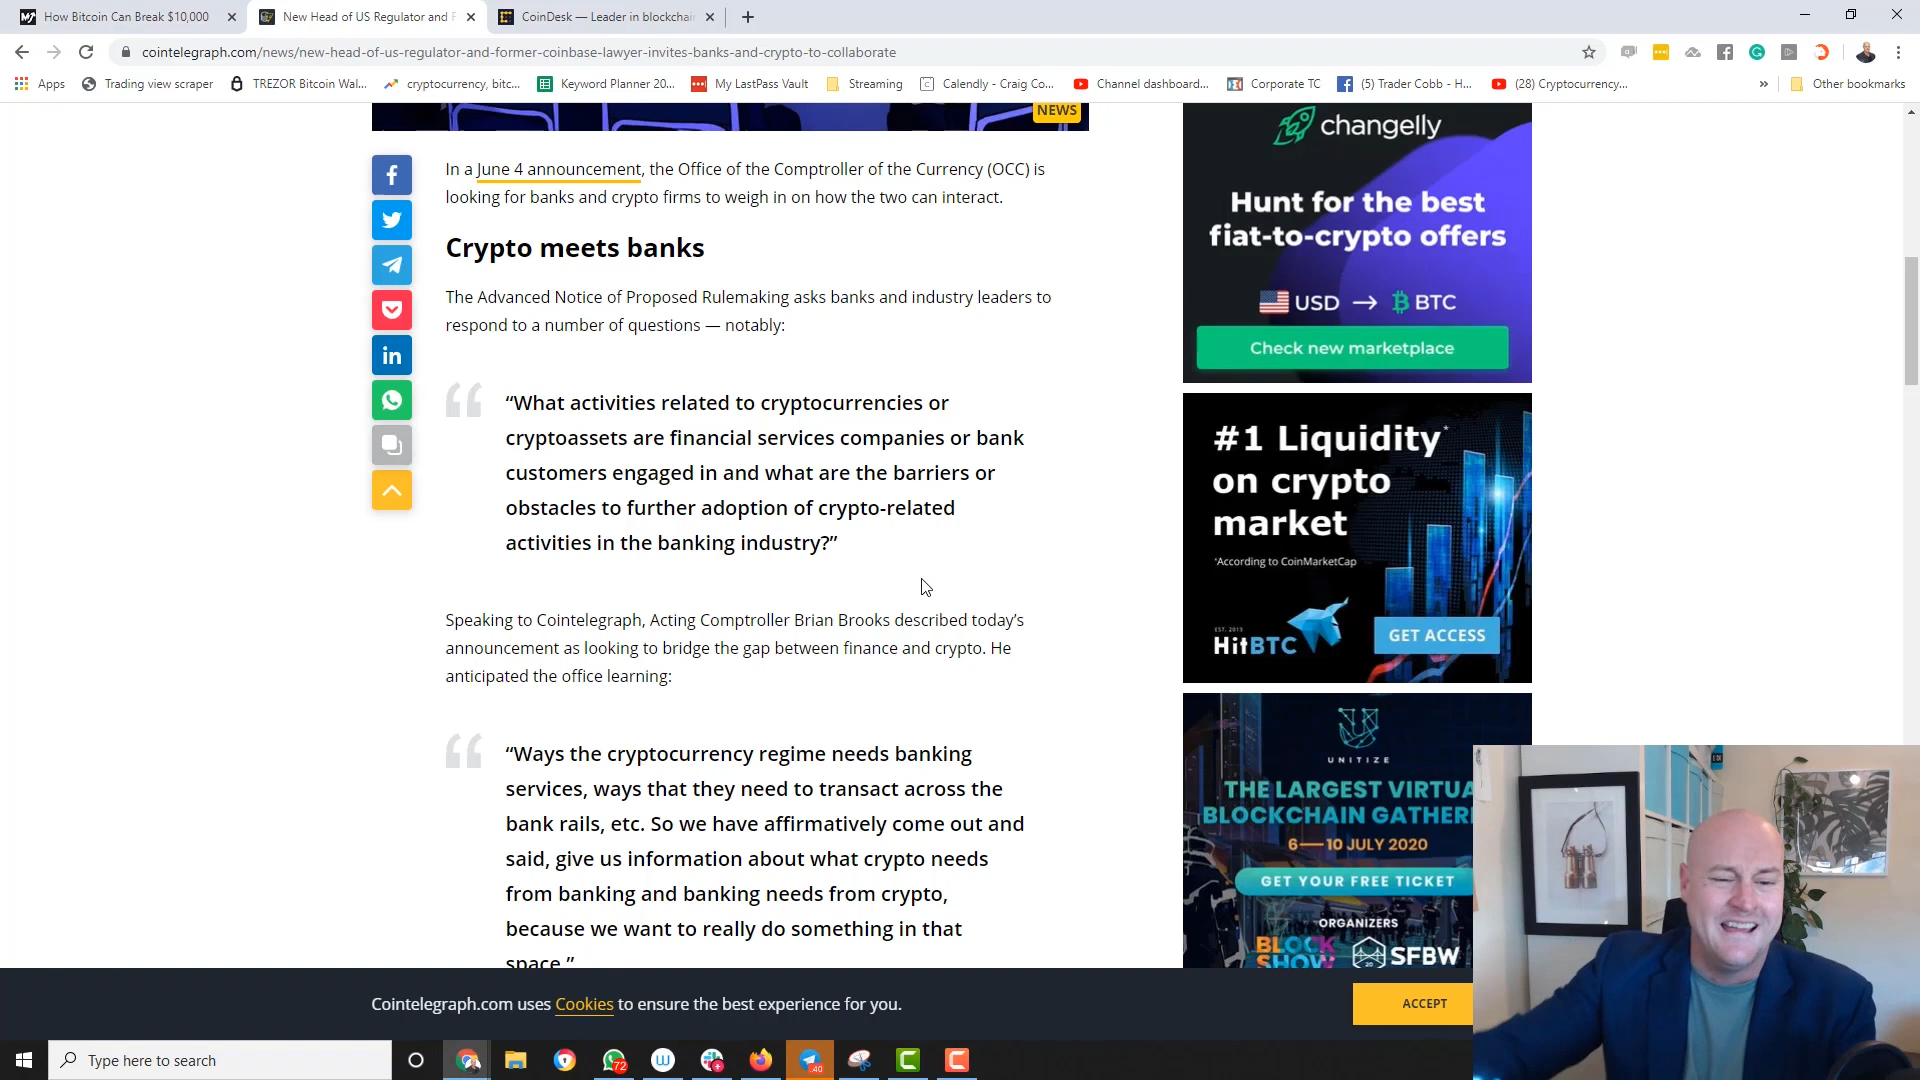 How Bitcoin Can Break $10,000
New Head of US Regulator and F
CoinDesk — Leader in blockchain
cointelegraph.com/news/new-head-of-us-regulator-and-former-coinbase-lawyer-invites-banks-and-crypto-to-collaborate
Apps
Trading view scraper
TREZOR Bitcoin Wal...
cryptocurrency, bitc...
Keyword Planner 20...
My LastPass Vault
Streaming
Calendly - Craig Co...
Channel dashboard...
Corporate TC
(5) Trader Cobb - H...
(28) Cryptocurrency...
»
Other bookmarks
NEWS
In a June 4 announcement, the Office of the Comptroller of the Currency (OCC) is
looking for banks and crypto firms to weigh in on how the two can interact.
Crypto meets banks
The Advanced Notice of Proposed Rulemaking asks banks and industry leaders to
respond to a number of questions — notably:
“What activities related to cryptocurrencies or
cryptoassets are financial services companies or bank
customers engaged in and what are the barriers or
obstacles to further adoption of crypto-related
activities in the banking industry?”
Speaking to Cointelegraph, Acting Comptroller Brian Brooks described today’s
announcement as looking to bridge the gap between finance and crypto. He
anticipated the office learning:
“Ways the cryptocurrency regime needs banking
services, ways that they need to transact across the
bank rails, etc. So we have affirmatively come out and
said, give us information about what crypto needs
from banking and banking needs from crypto,
because we want to really do something in that
space.”
changelly
Hunt for the best
fiat-to-crypto offers
USD → BTC
Check new marketplace
#1 Liquidity*
on crypto
market
*According to CoinMarketCap
EST. 2013
HitBTC
GET ACCESS
UNITIZE
THE LARGEST VIRTUA
BLOCKCHAIN GATHERI
6—10 JULY 2020
GET YOUR FREE TICKET
ORGANIZERS
BLOCK
SHOW
SFBW
Cointelegraph.com uses Cookies to ensure the best experience for you.
ACCEPT
Type here to search
72
40